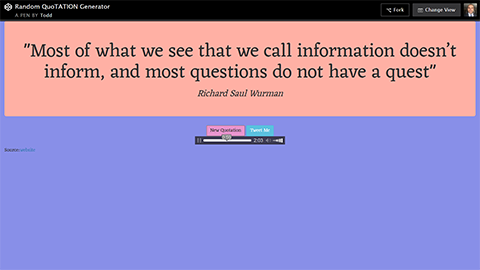 Random QuoTATION Generator
A PEN BY Todd
Fork
Change View
"Most of what we see that we call information doesn't
inform, and most questions do not have a quest"
Richard Saul Wurman
New Quotation
Tweet Me
2:03